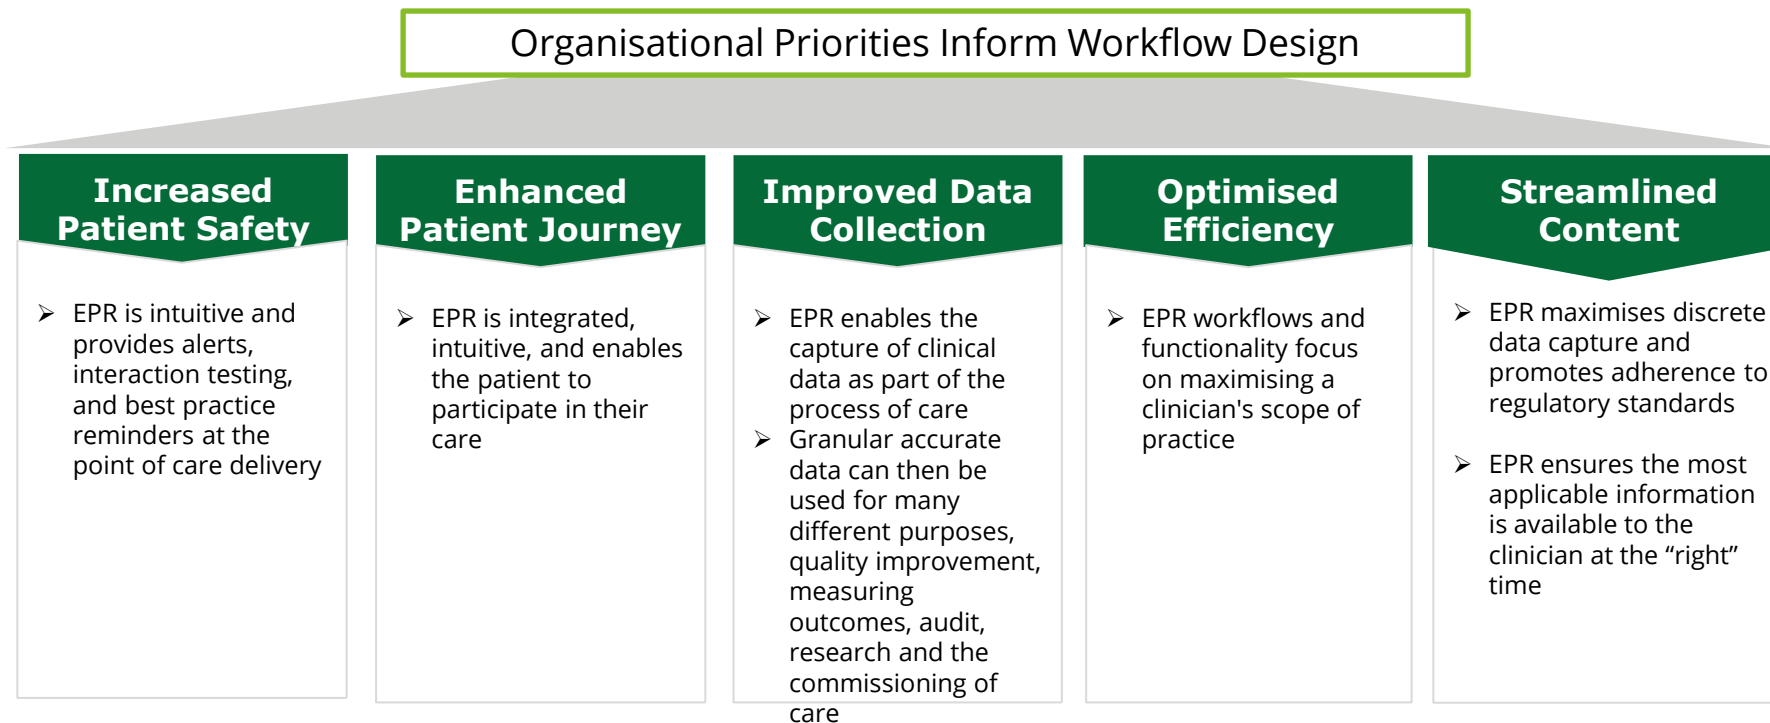 Organisational Priorities Inform Workflow Design
Increased
Patient Safety
➢ EPR is intuitive and
provides alerts,
interaction testing,
and best practice
reminders at the
point of care delivery
Enhanced
Patient Journey
➢ EPR is integrated,
intuitive, and enables
the patient to
participate in their
care
Improved Data
Collection
➢ EPR enables the
capture of clinical
data as part of the
process of care
➢ Granular accurate
data can then be
used for many
different purposes,
quality improvement,
measuring
outcomes, audit,
research and the
commissioning of
care
Optimised
Efficiency
➢ EPR workflows and
functionality focus
on maximising a
clinician's scope of
practice
Streamlined
Content
➢ EPR maximises discrete
data capture and
promotes adherence to
regulatory standards
➢ EPR ensures the most
applicable information
is available to the
clinician at the “right”
time